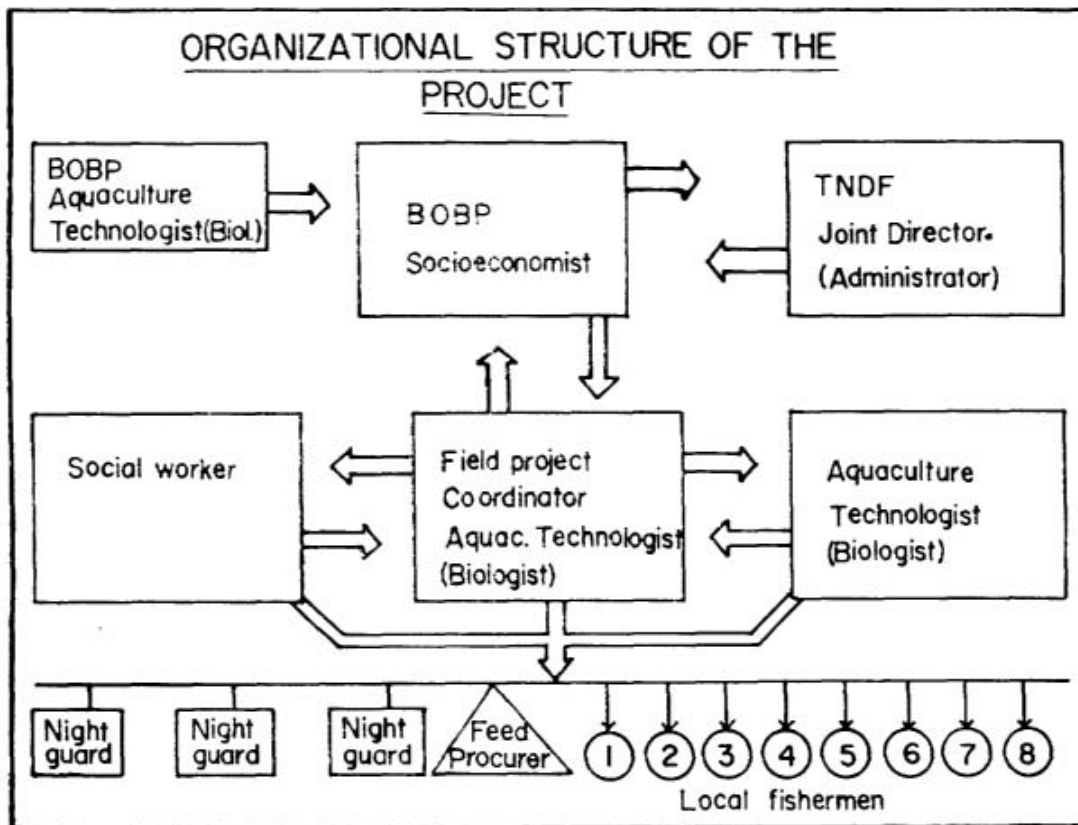 ORGANIZATIONAL STRUCTURE OF THE
PROJECT
BOBP
Aquaculture
Technologist(Biol.)
BOBP
Socioeconomist
TNDF
Joint Director.
(Administrator)
Social worker
Field project
Coordinator
Aquac. Technologist
(Biologist)
Aquaculture
Technologist
(Biologist)
Night
guard
Night
guard
Night
guard
Feed
Procurer
1 2 3 4 5 6 7 8
Local fishermen